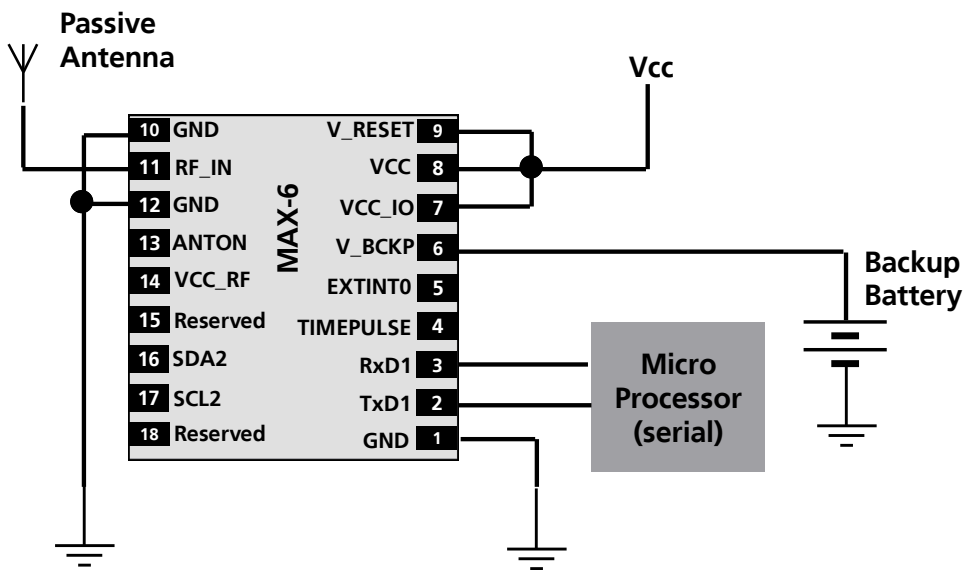 Passive
Antenna
Vcc
10 GND
11 RF_IN
12 GND
13 ANTON
14 VCC_RF
15 Reserved
16 SDA2
17 SCL2
18 Reserved
MAX-6
V_RESET 9
VCC 8
VCC_IO 7
V_BCKP 6
EXTINT0 5
TIMEPULSE 4
RxD1 3
TxD1 2
GND 1
Backup
Battery
Micro
Processor
(serial)